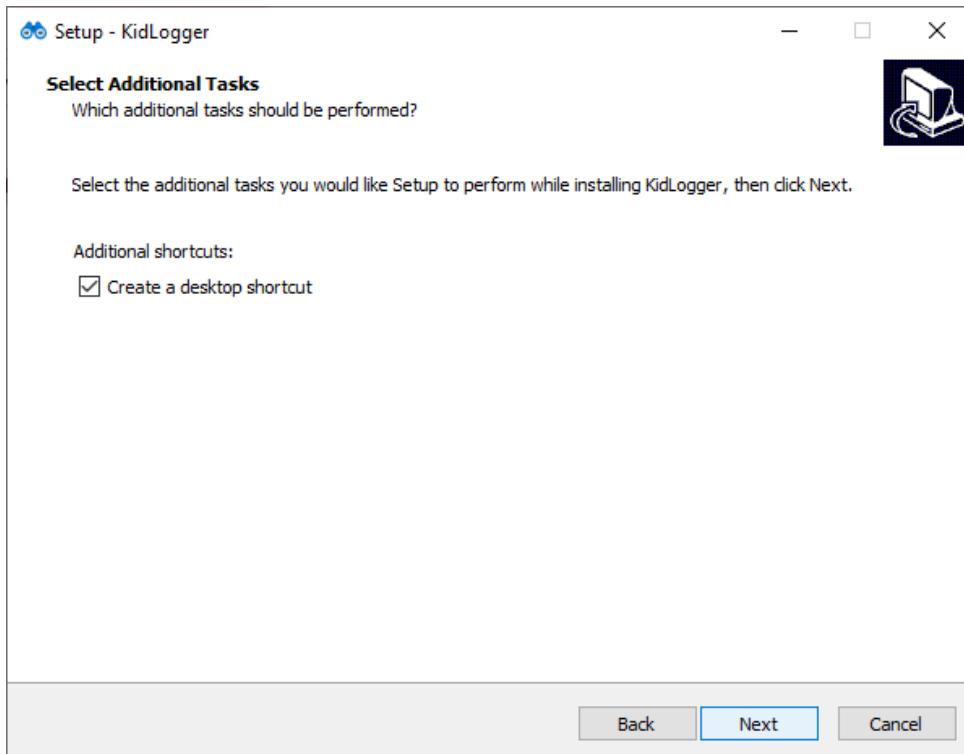 Setup - KidLogger
Select Additional Tasks
Which additional tasks should be performed?
Select the additional tasks you would like Setup to perform while installing KidLogger, then click Next.
Additional shortcuts:
Create a desktop shortcut
Back Next Cancel